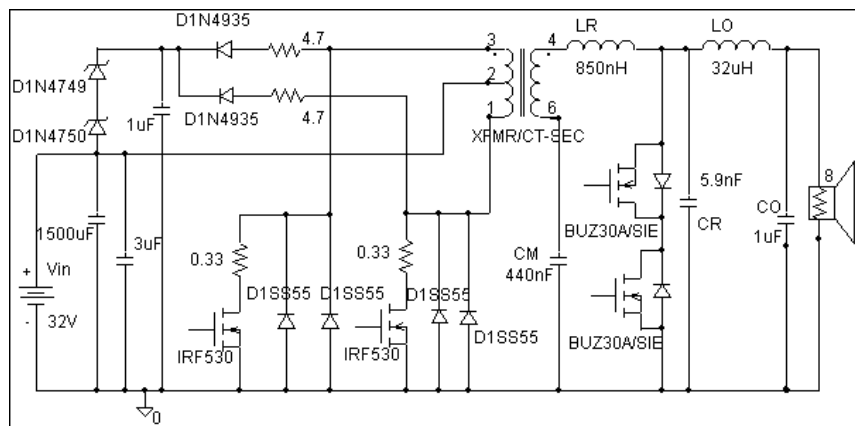 D1N4935
4.7
3
4
LR
LO
850nH
32uH
D1N4749
2
D1N4935
4.7
1uF
1
6
D1N4750
XFMR/CT-SEC
5.9nF
8
1500uF
0.33
0.33
BUZ30A/SIE
CR
CO
1uF
3uF
CM
440nF
+ Vin
D1SS55
D1SS55
D1SS55
- 32V
IRF530
IRF530
D1SS55
BUZ30A/SIE
0